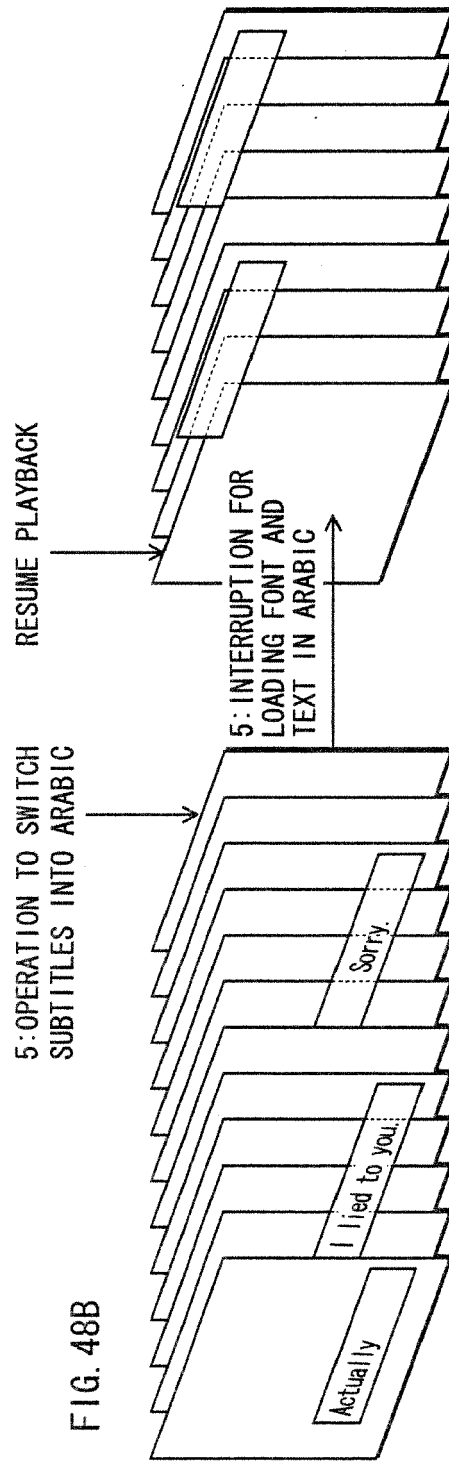 FIG. 48B
5:OPERATION TO SWITCH
SUBTITLES INTO ARABIC
RESUME PLAYBACK
5:INTERRUPTION FOR
LOADING FONT AND
TEXT IN ARABIC
Actually
I lied to you.
Sorry.